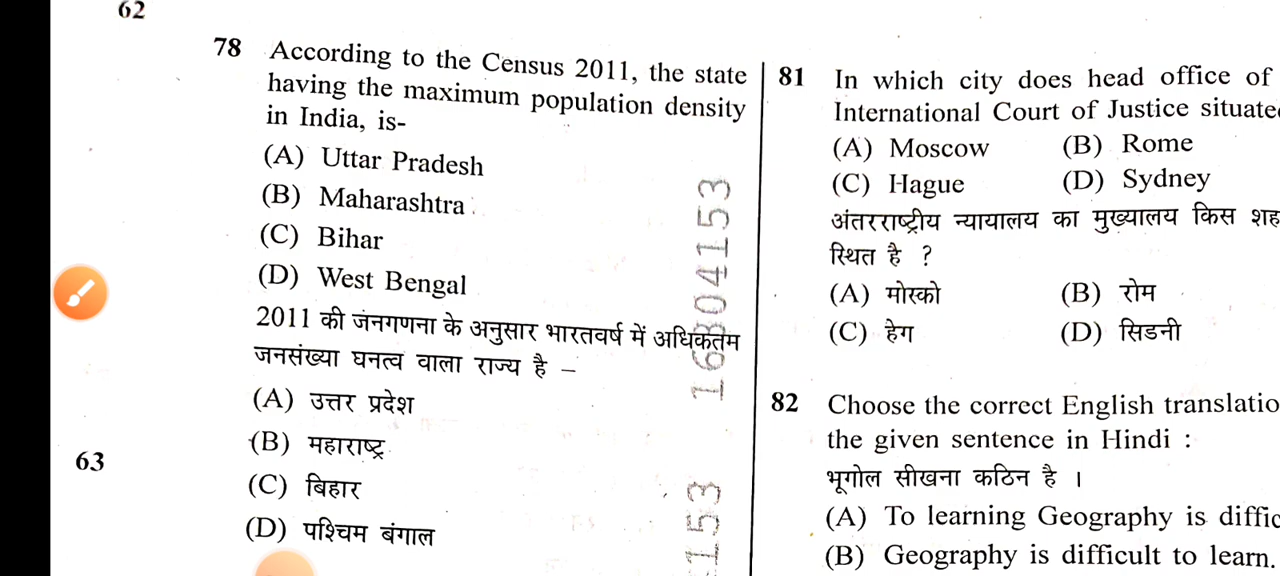 62
78 According to the Census 2011, the state
having the maximum population density
in India, is-
(A) Uttar Pradesh
(B) Maharashtra
(C) Bihar
(D) West Bengal
2011 की जनगणना के अनुसार भारतवर्ष में अधिकतम
जनसंख्या घनत्व वाला राज्य है –
(A) उत्तर प्रदेश
(B) महाराष्ट्र
(C) बिहार
(D) पश्चिम बंगाल
63
16304153
153
81 In which city does head office of
International Court of Justice situate
(A) Moscow (B) Rome
(C) Hague (D) Sydney
अंतरराष्ट्रीय न्यायालय का मुख्यालय किस शह
स्थित है ?
(A) मोस्को (B) रोम
(C) हेग (D) सिडनी
82 Choose the correct English translatio
the given sentence in Hindi :
भूगोल सीखना कठिन है ।
(A) To learning Geography is diffic
(B) Geography is difficult to learn.